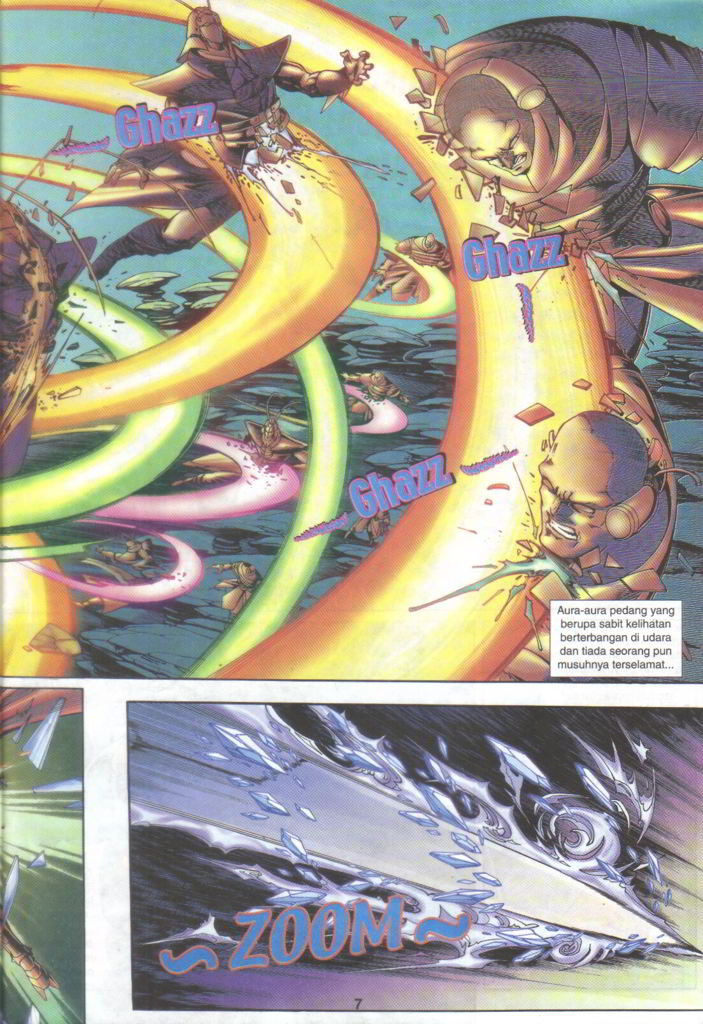 Ghazz
Ghazz
Ghazz
Aura-aura pedang yang
berupa sabit kelihatan
berterbangan di udara
dan tiada seorang pun
musuhnya terselamat...
~ ZOOM ~
7